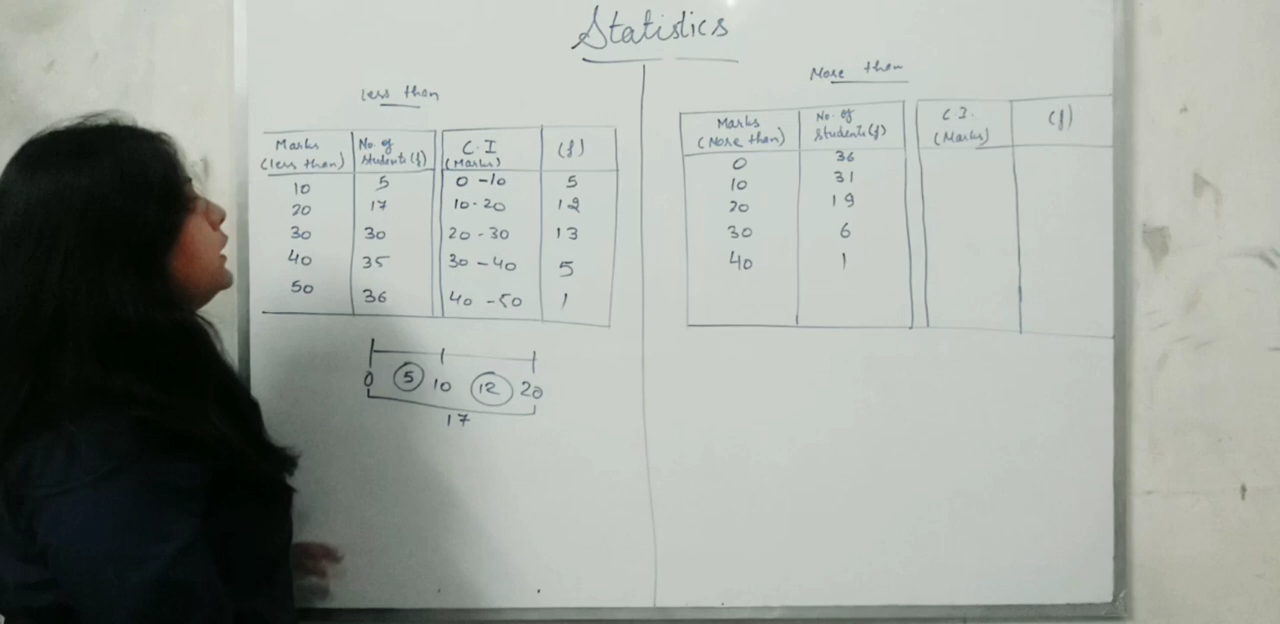 Statistics
Less than
Marks (less than) No. of students (f) C.I (Marks) (f)
10 5 0-10 5
20 17 10-20 12
30 30 20-30 13
40 35 30-40 5
50 36 40-50 1
0 5 10 12 20
17
More than
Marks (More than) No. of Students (f) C.I. (Marks) (f)
0 36
10 31
20 19
30 6
40 1